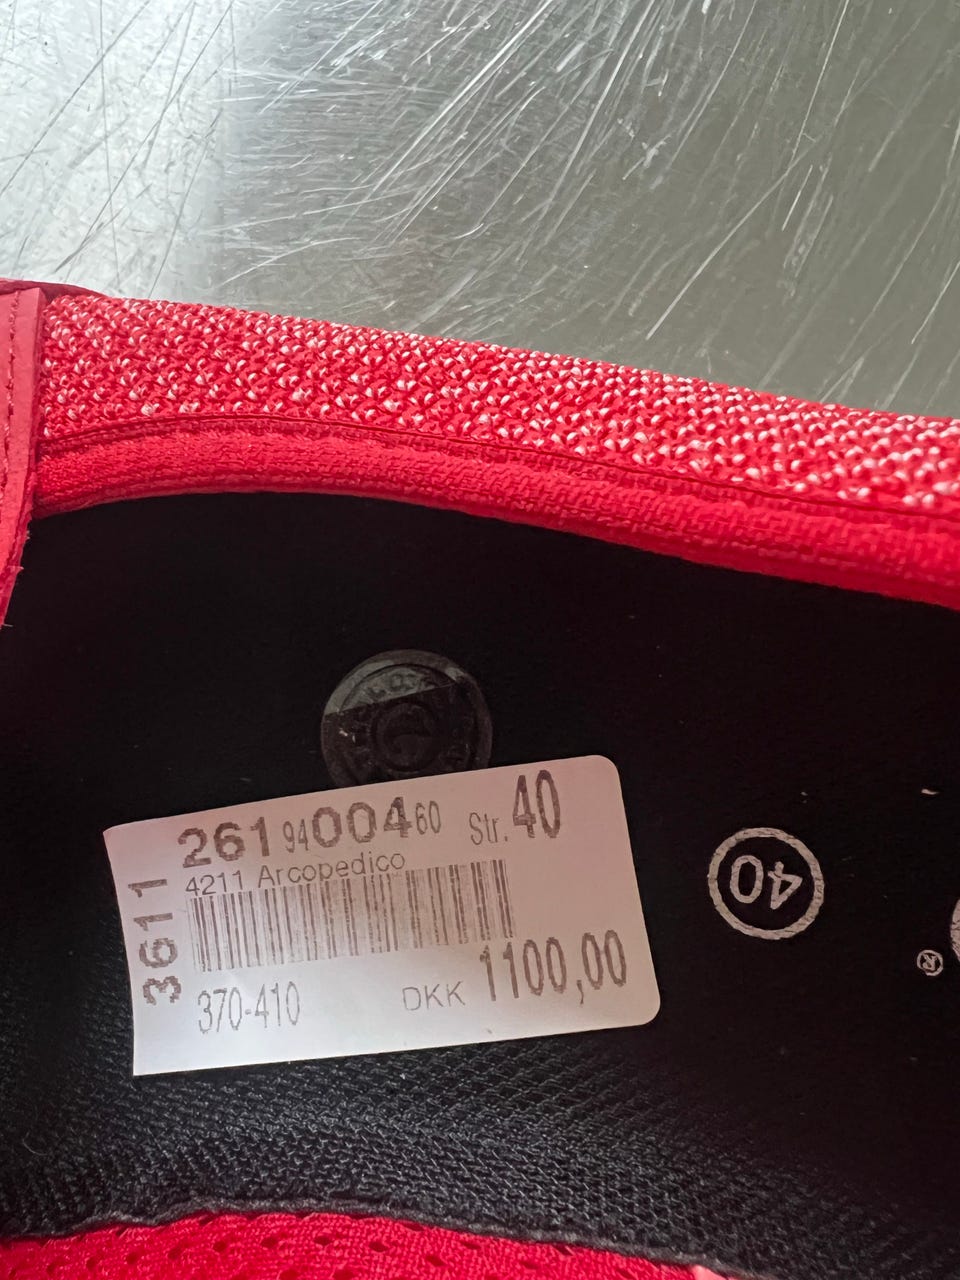 261 94 004 60 Str. 40
4211 Arcopedico
3611
370-410 DKK 1100,00
40
®